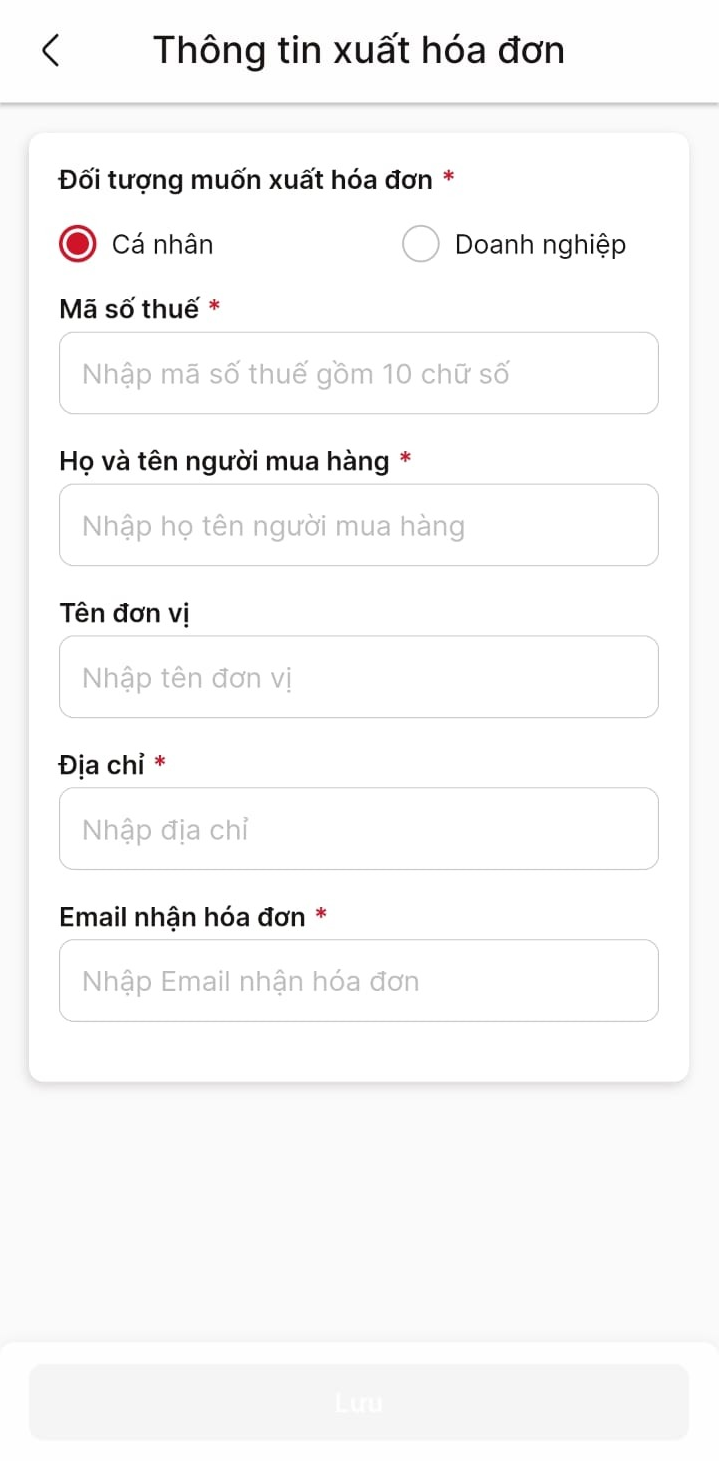 Thông tin xuất hóa đơn
Đối tượng muốn xuất hóa đơn *
Cá nhân
Doanh nghiệp
Mã số thuế *
Nhập mã số thuế gồm 10 chữ số
Họ và tên người mua hàng *
Nhập họ tên người mua hàng
Tên đơn vị
Nhập tên đơn vị
Địa chỉ *
Nhập địa chỉ
Email nhận hóa đơn *
Nhập Email nhận hóa đơn
Lưu